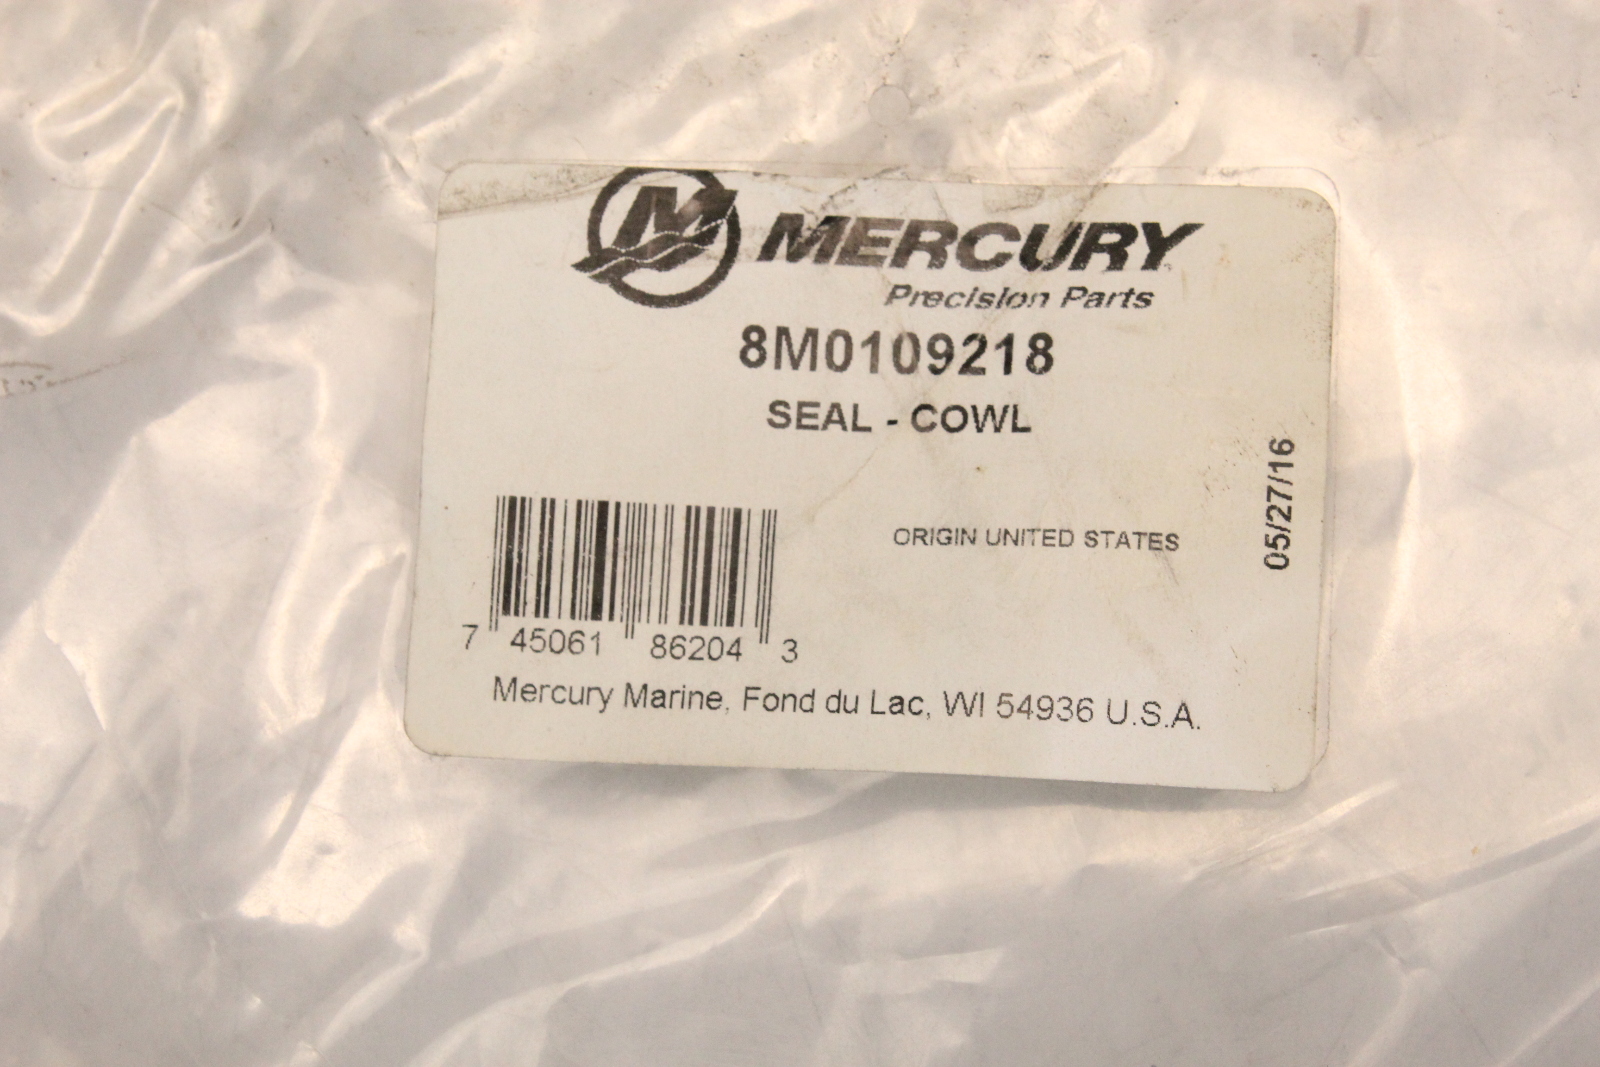 MERCURY
Precision Parts
8M0109218
SEAL - COWL
ORIGIN UNITED STATES
05/27/16
7 45061 86204 3
Mercury Marine, Fond du Lac, WI 54936 U.S.A.